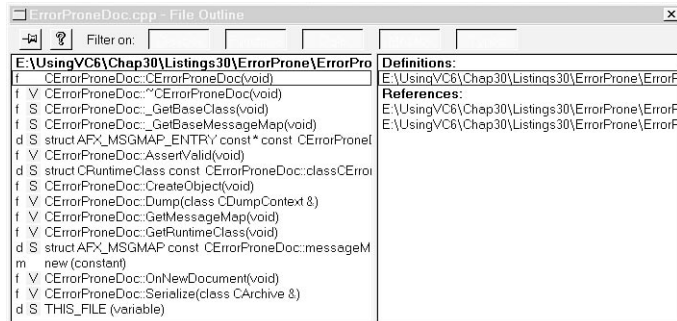 ErrorProneDoc.cpp - File Outline
Filter on:
E:\UsingVC6\Chap30\Listings30\ErrorProne\ErrorPro
f CErrorProneDoc::CErrorProneDoc(void)
f V CErrorProneDoc::~CErrorProneDoc(void)
f S CErrorProneDoc::_GetBaseClass(void)
f S CErrorProneDoc::_GetBaseMessageMap(void)
d S struct AFX_MSGMAP_ENTRY const * const CErrorProneD
f V CErrorProneDoc::AssertValid(void)
d S struct CRuntimeClass const CErrorProneDoc::classCError
f S CErrorProneDoc::CreateObject(void)
f V CErrorProneDoc::Dump(class CDumpContext &)
f V CErrorProneDoc::GetMessageMap(void)
f V CErrorProneDoc::GetRuntimeClass(void)
d S struct AFX_MSGMAP const CErrorProneDoc::messageM
m new (constant)
f V CErrorProneDoc::OnNewDocument(void)
f V CErrorProneDoc::Serialize(class CArchive &)
d S THIS_FILE (variable)
Definitions:
E:\UsingVC6\Chap30\Listings30\ErrorProne\ErrorF
References:
E:\UsingVC6\Chap30\Listings30\ErrorProne\ErrorF
E:\UsingVC6\Chap30\Listings30\ErrorProne\ErrorF